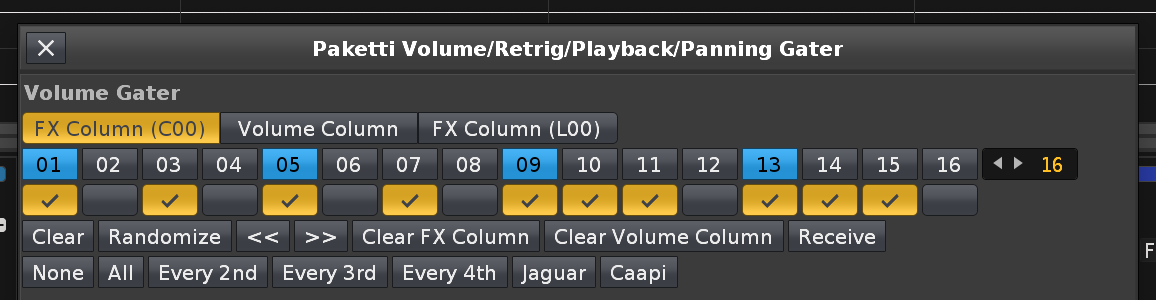 Paketti Volume/Retrig/Playback/Panning Gater
Volume Gater
FX Column (C00) Volume Column FX Column (L00)
01 02 03 04 05 06 07 08 09 10 11 12 13 14 15 16 16
Clear Randomize << >> Clear FX Column Clear Volume Column Receive
None All Every 2nd Every 3rd Every 4th Jaguar Caapi
F